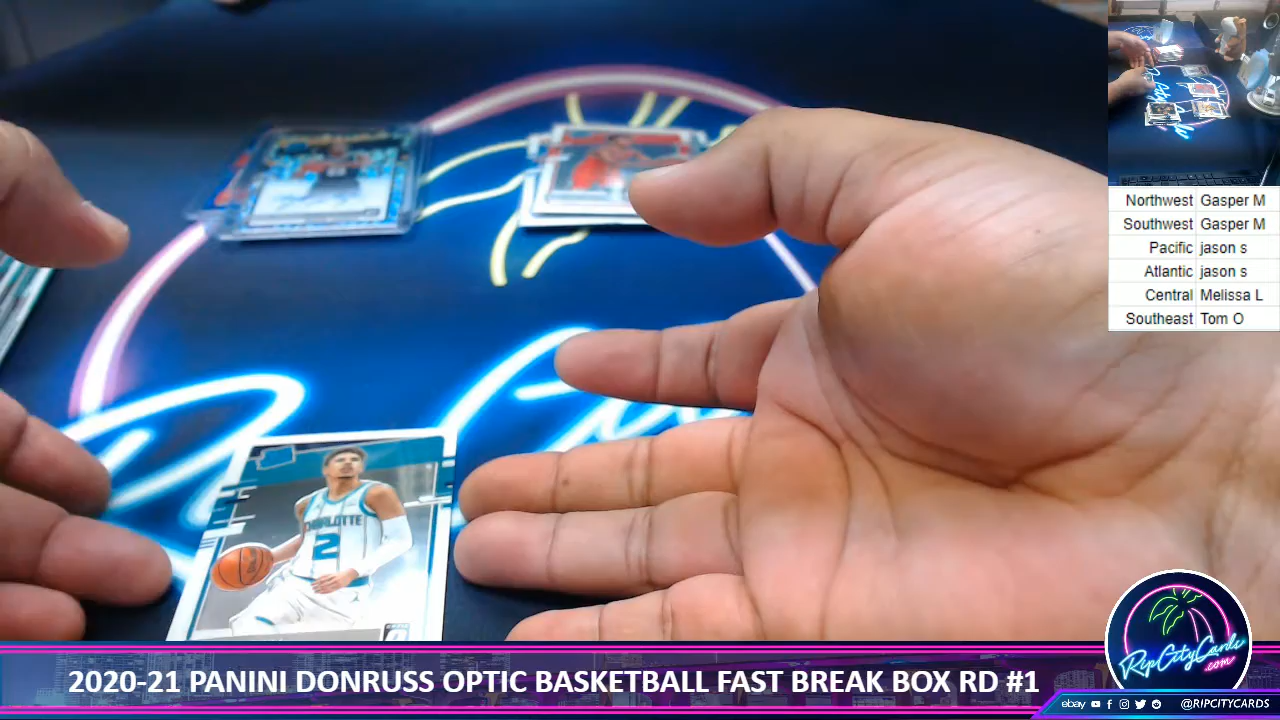 Northwest Gasper M
Southwest Gasper M
Pacific jason s
Atlantic jason s
Central Melissa L
Southeast Tom O
CHARLOTTE
2
RipCityCards
.com
2020-21 PANINI DONRUSS OPTIC BASKETBALL FAST BREAK BOX RD #1
ebay @RIPCITYCARDS